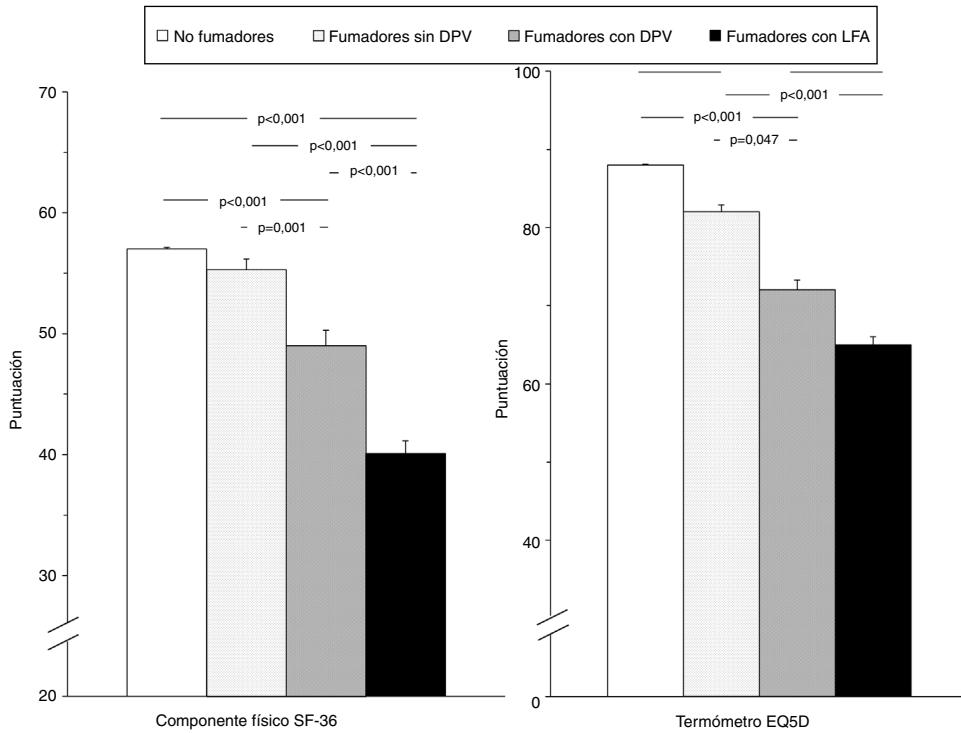 No fumadores Fumadores sin DPV Fumadores con DPV Fumadores con LFA
70
60
50
40
30
20
Puntuación
p<0,001
p<0,001
p<0,001
p<0,001
p=0,001
Componente físico SF-36
100
80
60
40
0
Puntuación
p<0,001
p<0,001
p=0,047
Termómetro EQ5D